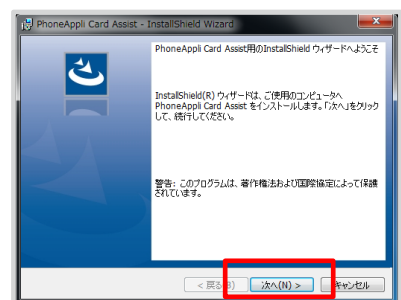 PhoneAppli Card Assist - InstallShield Wizard
PhoneAppli Card Assist用のInstallShield ウィザードへようこそ
InstallShield(R) ウィザードは、ご使用のコンピュータへ
PhoneAppli Card Assist をインストールします。「次へ」をクリック
して、続行してください。
警告: このプログラムは、著作権法および国際協定によって保護
されています。
< 戻る(B) 次へ(N) > キャンセル